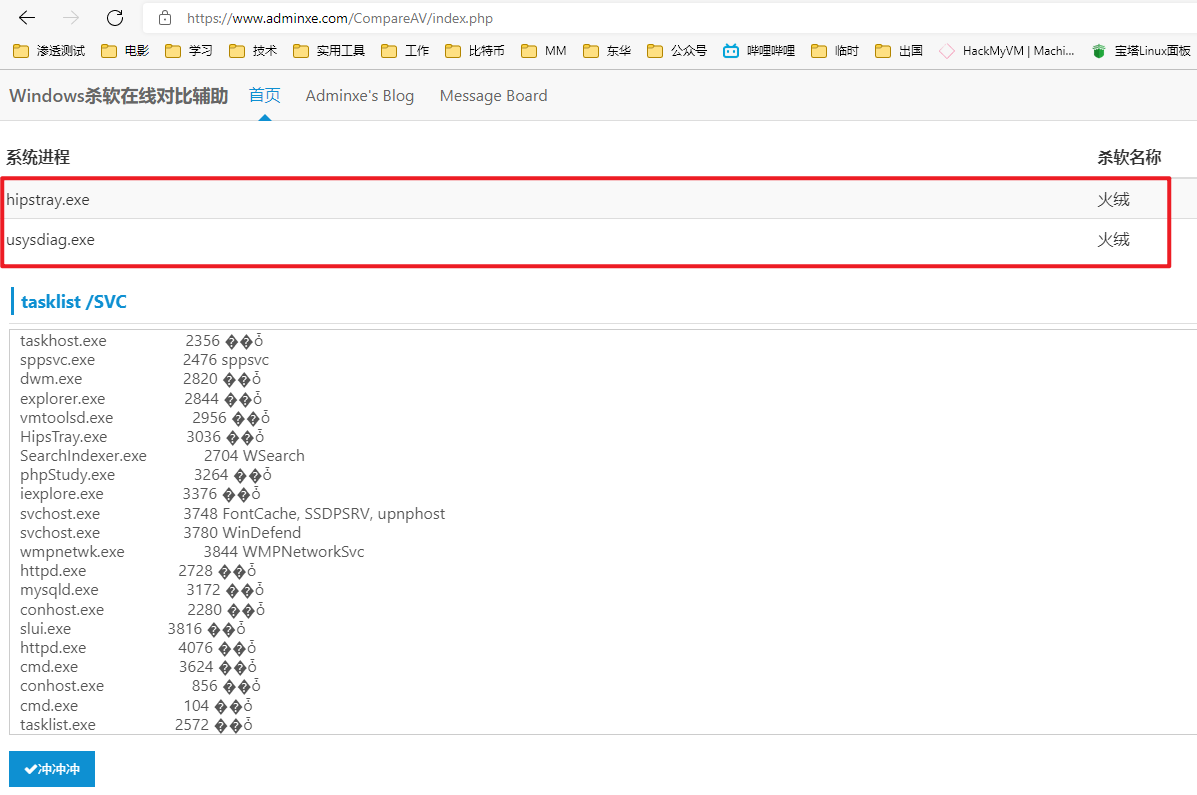 https://www.adminxe.com/CompareAV/index.php
渗透测试 电影 学习 技术 实用工具 工作 比特币 MM 东华 公众号 哔哩哔哩 临时 出国 HackMyVM | Machi... 宝塔Linux面板
Windows杀软在线对比辅助 首页 Adminxe's Blog Message Board
系统进程 杀软名称
hipstray.exe 火绒
usysdiag.exe 火绒
tasklist /SVC
taskhost.exe 2356 ��ȱ
sppsvc.exe 2476 sppsvc
dwm.exe 2820 ��ȱ
explorer.exe 2844 ��ȱ
vmtoolsd.exe 2956 ��ȱ
HipsTray.exe 3036 ��ȱ
SearchIndexer.exe 2704 WSearch
phpStudy.exe 3264 ��ȱ
iexplore.exe 3376 ��ȱ
svchost.exe 3748 FontCache, SSDPSRV, upnphost
svchost.exe 3780 WinDefend
wmpnetwk.exe 3844 WMPNetworkSvc
httpd.exe 2728 ��ȱ
mysqld.exe 3172 ��ȱ
conhost.exe 2280 ��ȱ
slui.exe 3816 ��ȱ
httpd.exe 4076 ��ȱ
cmd.exe 3624 ��ȱ
conhost.exe 856 ��ȱ
cmd.exe 104 ��ȱ
tasklist.exe 2572 ��ȱ
✔冲冲冲